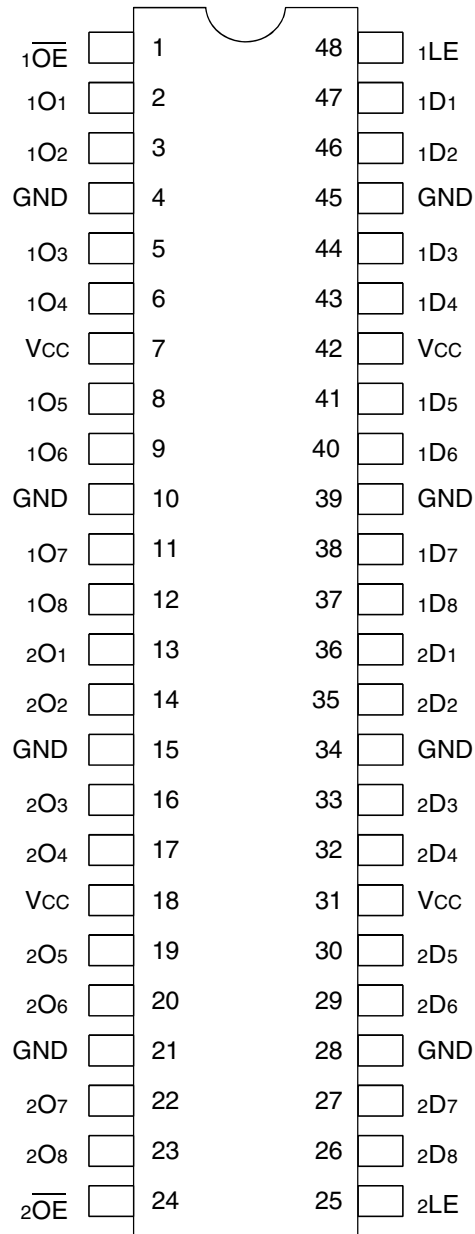 1OE 1 48 1LE
1O1 2 47 1D1
1O2 3 46 1D2
GND 4 45 GND
1O3 5 44 1D3
1O4 6 43 1D4
VCC 7 42 VCC
1O5 8 41 1D5
1O6 9 40 1D6
GND 10 39 GND
1O7 11 38 1D7
1O8 12 37 1D8
2O1 13 36 2D1
2O2 14 35 2D2
GND 15 34 GND
2O3 16 33 2D3
2O4 17 32 2D4
VCC 18 31 VCC
2O5 19 30 2D5
2O6 20 29 2D6
GND 21 28 GND
2O7 22 27 2D7
2O8 23 26 2D8
2OE 24 25 2LE